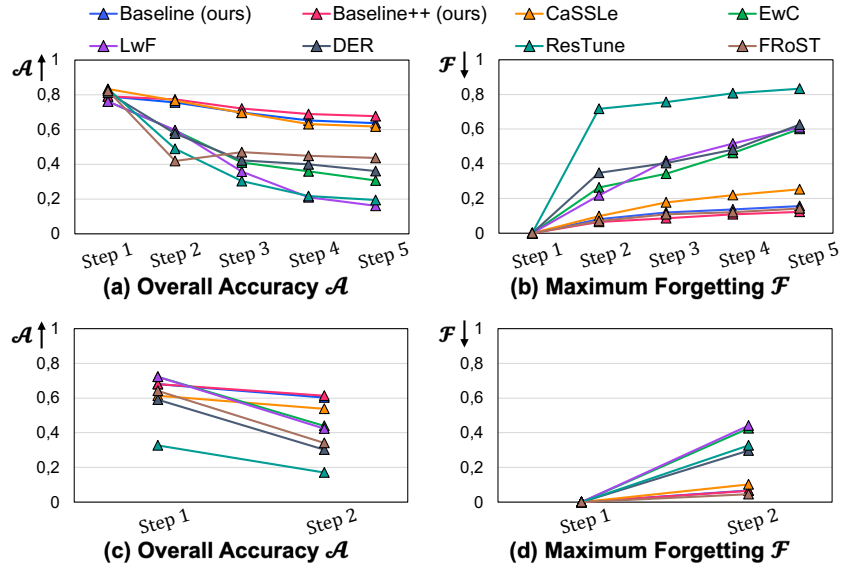 Baseline (ours) Baseline++ (ours) CaSSLe EwC
LwF DER ResTune FRoST
𝒜↑ 1
0,8
0,6
0,4
0,2
0
Step 1 Step 2 Step 3 Step 4 Step 5
(a) Overall Accuracy 𝒜
ℱ↓ 1
0,8
0,6
0,4
0,2
0
Step 1 Step 2 Step 3 Step 4 Step 5
(b) Maximum Forgetting ℱ
𝒜↑ 1
0,8
0,6
0,4
0,2
0
Step 1 Step 2
(c) Overall Accuracy 𝒜
ℱ↓ 1
0,8
0,6
0,4
0,2
0
Step 1 Step 2
(d) Maximum Forgetting ℱ